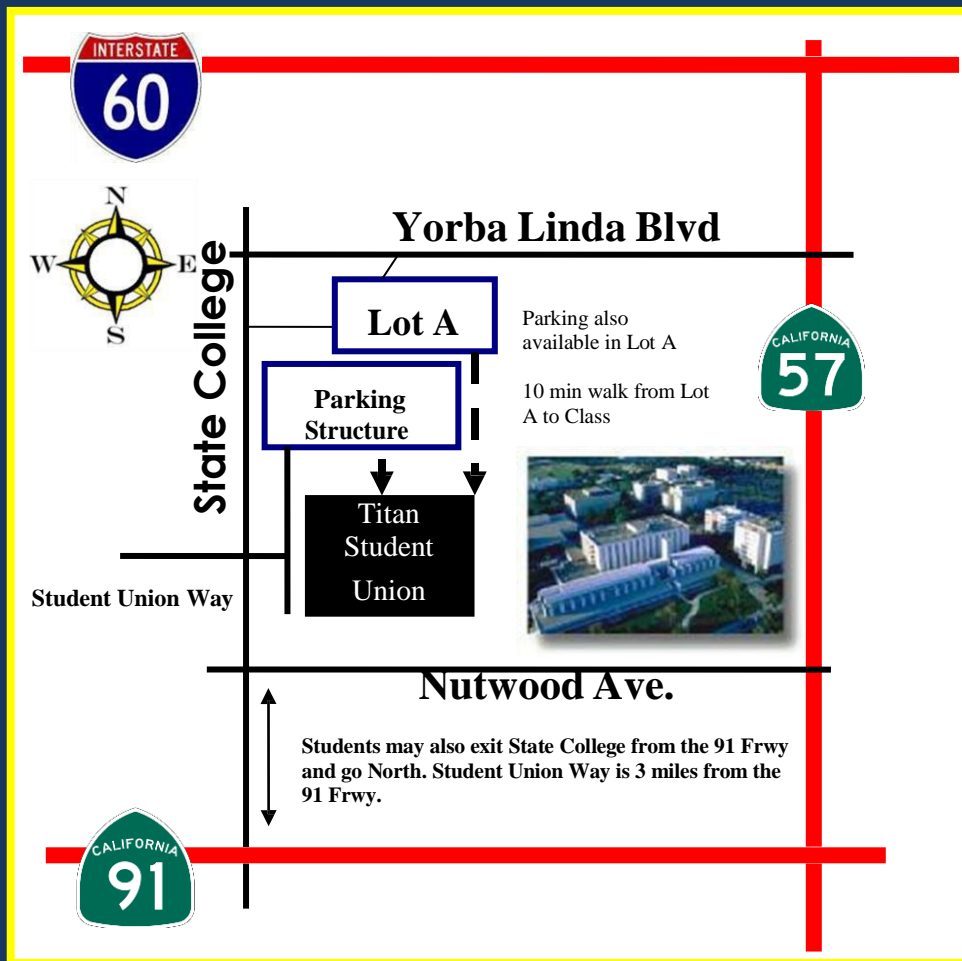 INTERSTATE
60
N
W
E
S
State College
Yorba Linda Blvd
Lot A
Parking also
available in Lot A
10 min walk from Lot
A to Class
CALIFORNIA
57
Parking
Structure
Titan
Student
Union
Student Union Way
Nutwood Ave.
Students may also exit State College from the 91 Frwy
and go North. Student Union Way is 3 miles from the
91 Frwy.
CALIFORNIA
91